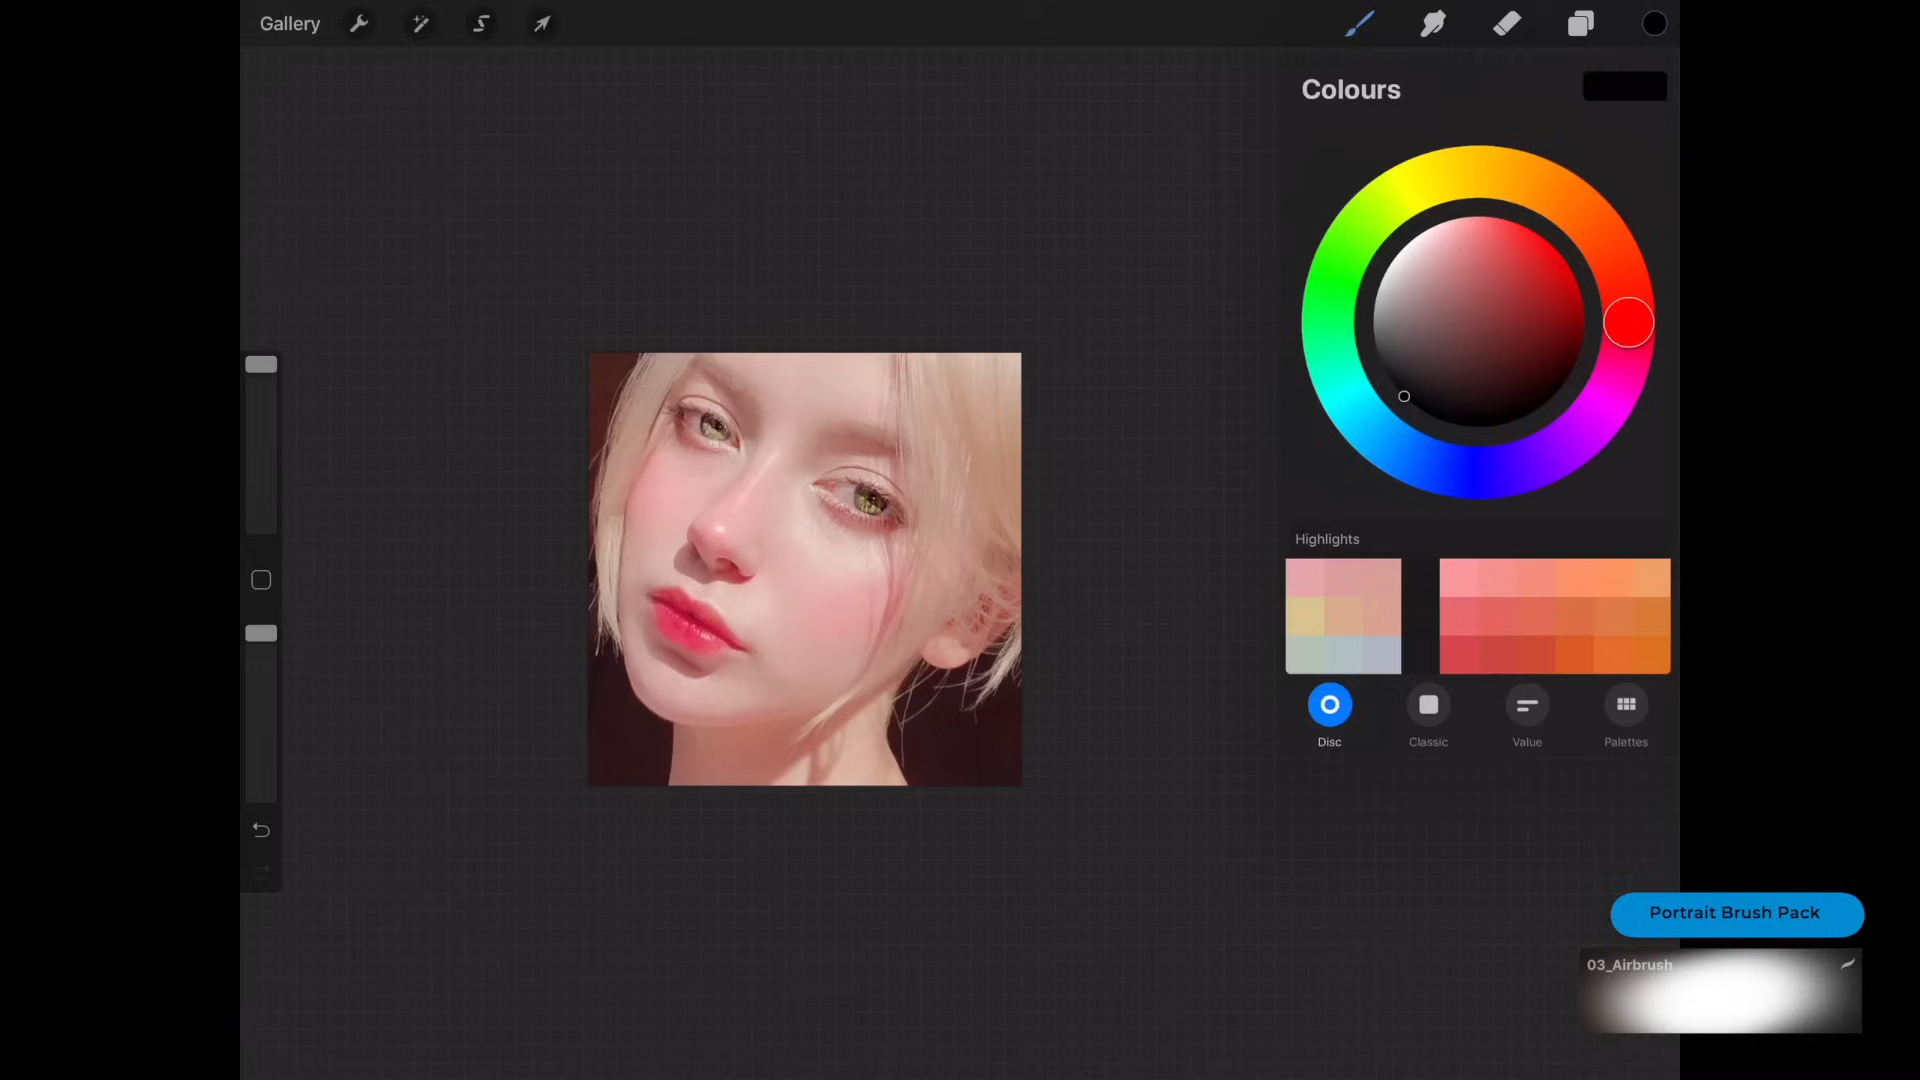 Gallery
Colours
Highlights
Disc
Classic
Value
Palettes
Portrait Brush Pack
03_Airbrush